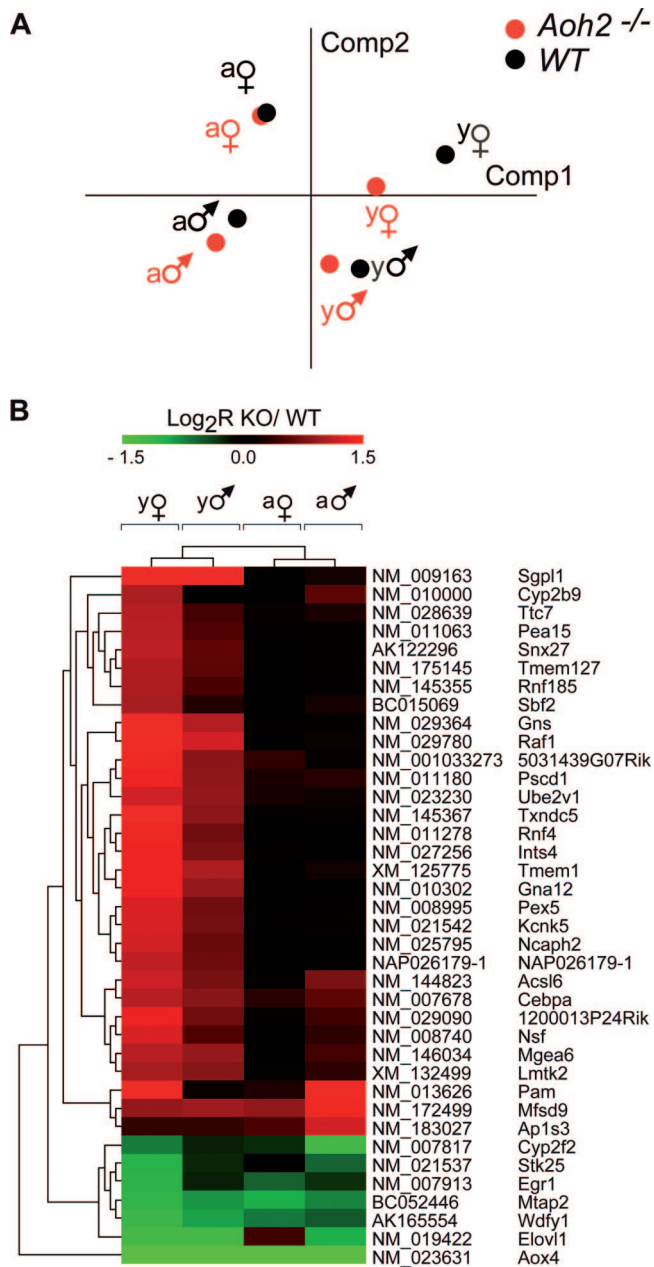 A
Comp2
Aoh2 -/-
WT
a♀
a♀
y♀
Comp1
a♂
y♀
a♂
y♂
y♂
B
Log2R KO/ WT
- 1.5 0.0 1.5
y♀ y♂ a♀ a♂
NM_009163 Sgpl1
NM_010000 Cyp2b9
NM_028639 Ttc7
NM_011063 Pea15
AK122296 Snx27
NM_175145 Tmem127
NM_145355 Rnf185
BC015069 Sbf2
NM_029364 Gns
NM_029780 Raf1
NM_001033273 5031439G07Rik
NM_011180 Pscd1
NM_023230 Ube2v1
NM_145367 Txndc5
NM_011278 Rnf4
NM_027256 Ints4
XM_125775 Tmem1
NM_010302 Gna12
NM_008995 Pex5
NM_021542 Kcnk5
NM_025795 Ncaph2
NAP026179-1 NAP026179-1
NM_144823 Acsl6
NM_007678 Cebpa
NM_029090 1200013P24Rik
NM_008740 Nsf
NM_146034 Mgea6
XM_132499 Lmtk2
NM_013626 Pam
NM_172499 Mfsd9
NM_183027 Ap1s3
NM_007817 Cyp2f2
NM_021537 Stk25
NM_007913 Egr1
BC052446 Mtap2
AK165554 Wdfy1
NM_019422 Elovl1
NM_023631 Aox4